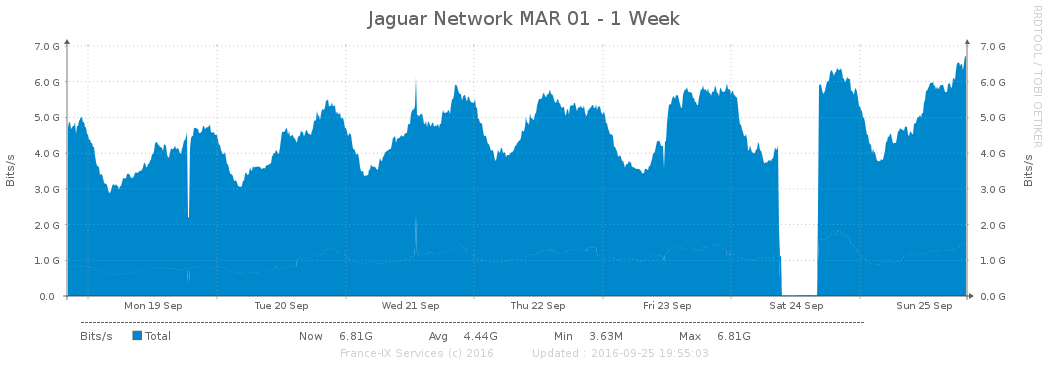 Jaguar Network MAR 01 - 1 Week
RRDTOOL / TOBI OETIKER
Bits/s
7.0 G 7.0 G
6.0 G 6.0 G
5.0 G 5.0 G
4.0 G 4.0 G
3.0 G 3.0 G
2.0 G 2.0 G
1.0 G 1.0 G
0.0 0.0 G
Bits/s
Mon 19 Sep Tue 20 Sep Wed 21 Sep Thu 22 Sep Fri 23 Sep Sat 24 Sep Sun 25 Sep
Bits/s Total Now 6.81G Avg 4.44G Min 3.63M Max 6.81G
France-IX Services (c) 2016 Updated : 2016-09-25 19:55:03